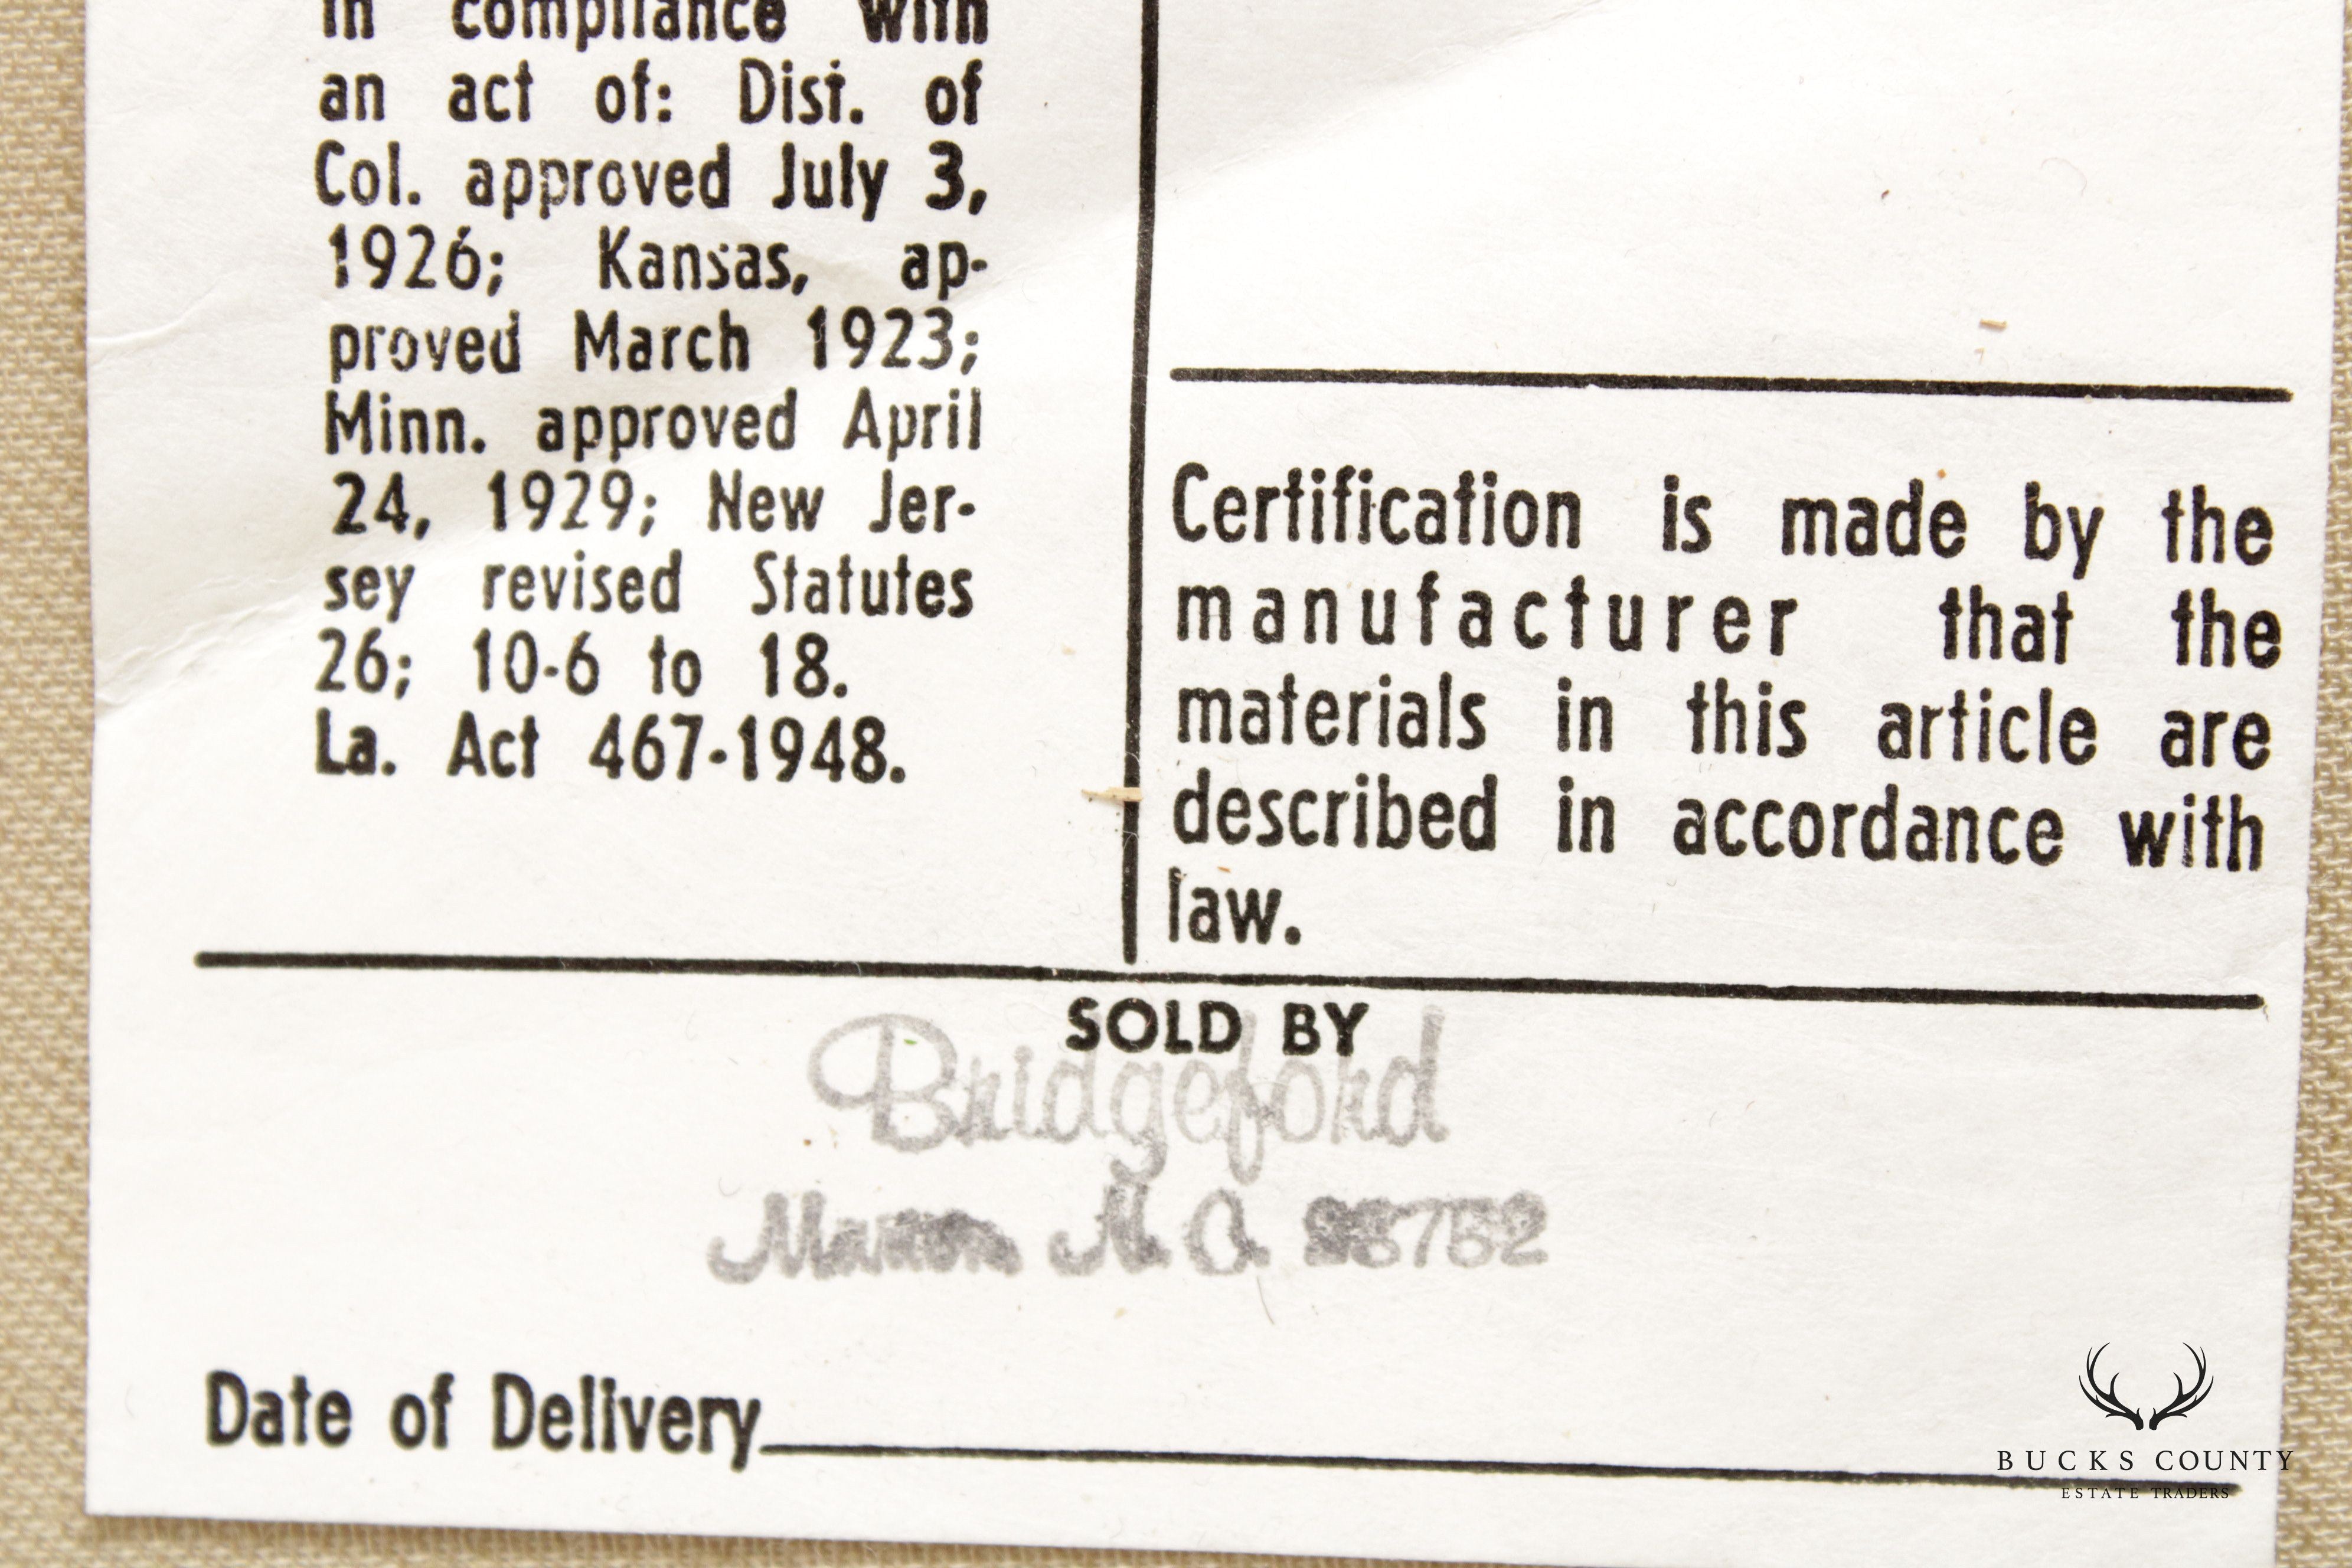 in compliance with
an act of: Dist. of
Col. approved July 3,
1926; Kansas, ap-
proved March 1923;
Minn. approved April
24, 1929; New Jer-
sey revised Statutes
26; 10-6 to 18.
La. Act 467-1948.
Certification is made by the
manufacturer that the
materials in this article are
described in accordance with
law.
SOLD BY
Bridgeford
Marion N.C. 28752
Date of Delivery
BUCKS COUNTY
ESTATE TRADERS